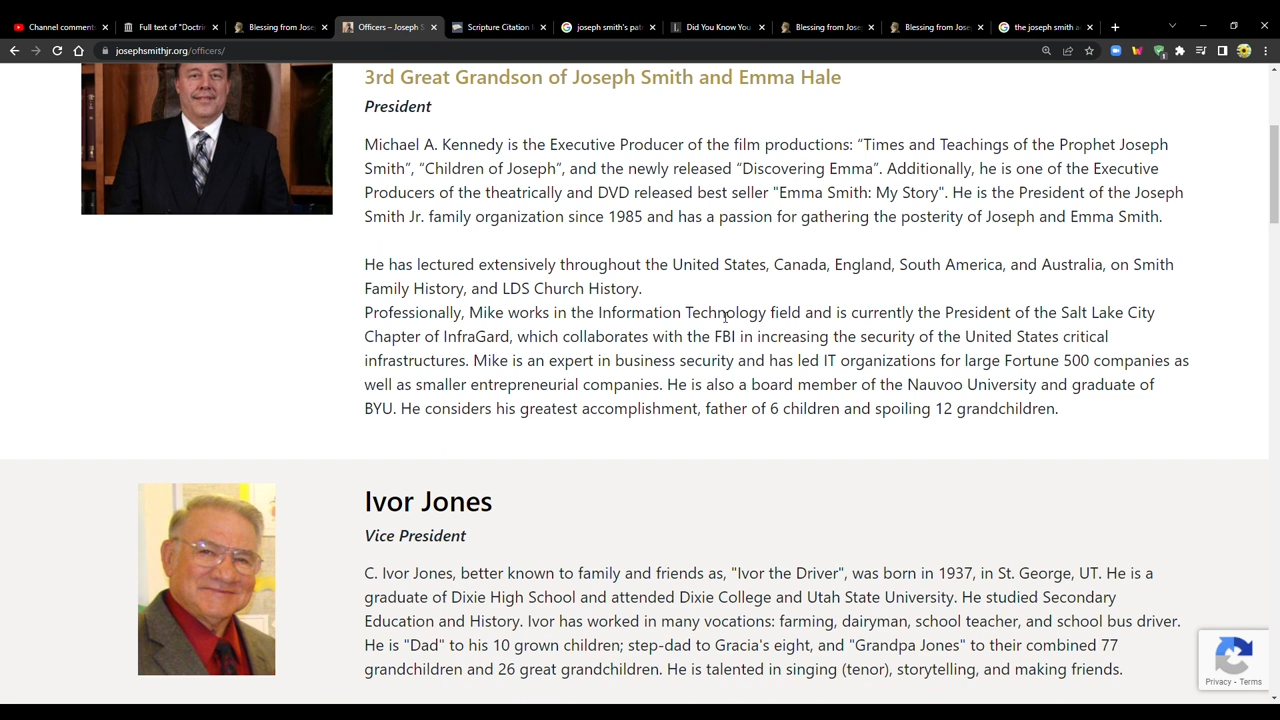 Channel comment:
Full text of "Doctri
Blessing from Jose
Officers – Joseph S
Scripture Citation I
joseph smith's pat
Did You Know You
Blessing from Jose
Blessing from Jose
the joseph smith a
josephsmithjr.org/officers/
3rd Great Grandson of Joseph Smith and Emma Hale
President
Michael A. Kennedy is the Executive Producer of the film productions: “Times and Teachings of the Prophet Joseph
Smith”, “Children of Joseph”, and the newly released “Discovering Emma”. Additionally, he is one of the Executive
Producers of the theatrically and DVD released best seller "Emma Smith: My Story". He is the President of the Joseph
Smith Jr. family organization since 1985 and has a passion for gathering the posterity of Joseph and Emma Smith.
He has lectured extensively throughout the United States, Canada, England, South America, and Australia, on Smith
Family History, and LDS Church History.
Professionally, Mike works in the Information Technology field and is currently the President of the Salt Lake City
Chapter of InfraGard, which collaborates with the FBI in increasing the security of the United States critical
infrastructures. Mike is an expert in business security and has led IT organizations for large Fortune 500 companies as
well as smaller entrepreneurial companies. He is also a board member of the Nauvoo University and graduate of
BYU. He considers his greatest accomplishment, father of 6 children and spoiling 12 grandchildren.
Ivor Jones
Vice President
C. Ivor Jones, better known to family and friends as, "Ivor the Driver", was born in 1937, in St. George, UT. He is a
graduate of Dixie High School and attended Dixie College and Utah State University. He studied Secondary
Education and History. Ivor has worked in many vocations: farming, dairyman, school teacher, and school bus driver.
He is "Dad" to his 10 grown children; step-dad to Gracia's eight, and "Grandpa Jones" to their combined 77
grandchildren and 26 great grandchildren. He is talented in singing (tenor), storytelling, and making friends.
Privacy - Terms